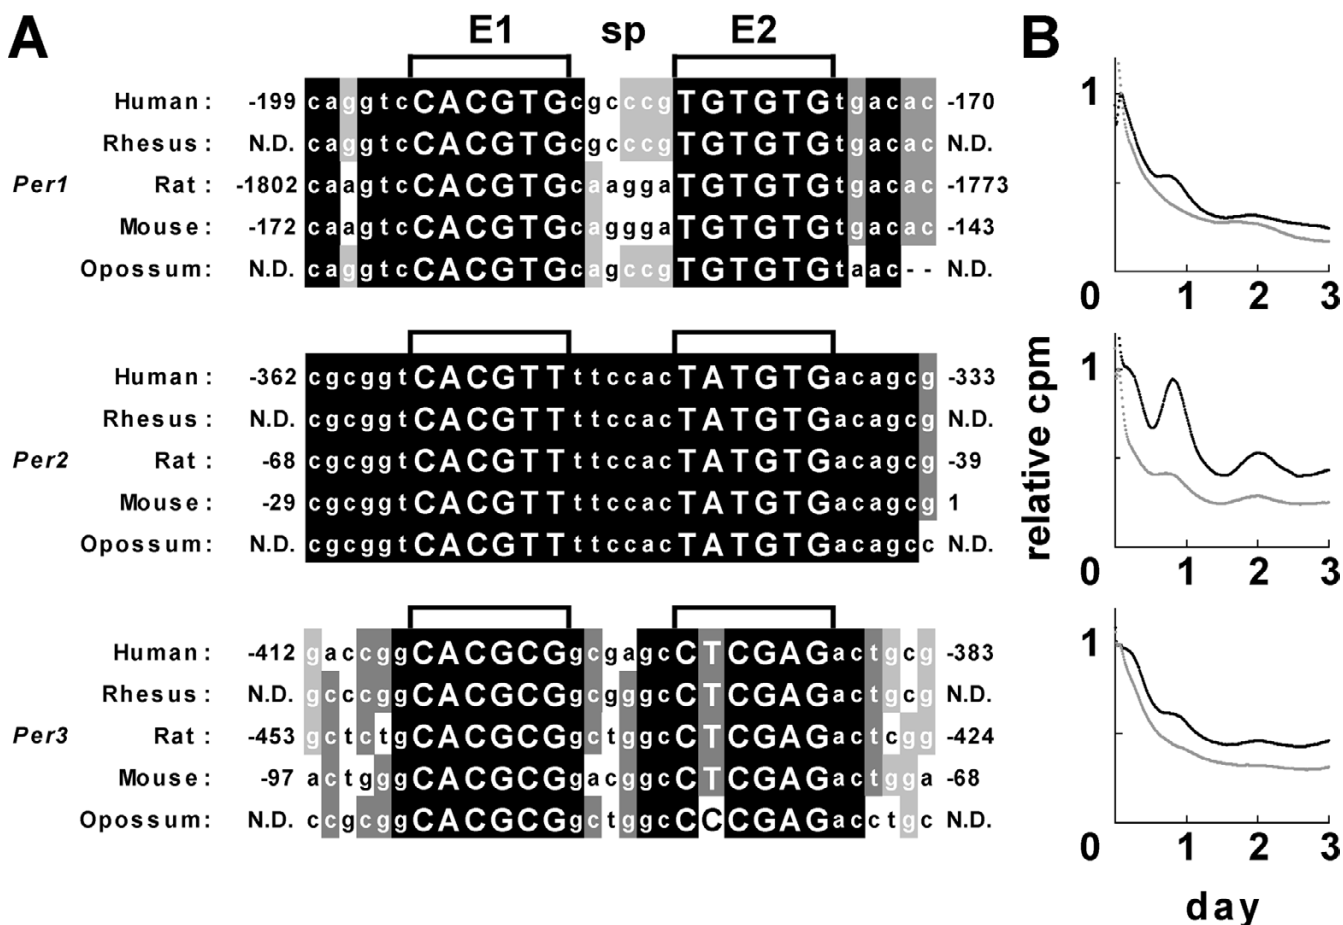 A
E1 sp E2
Human: -199 caggtcCACGTGcgcccgTGTGTGtgacac -170
Rhesus: N.D. caggtcCACGTGcgcccgTGTGTGtgacac N.D.
Per1 Rat: -1802 caagtcCACGTGcaaggaTGTGTGtgacac -1773
Mouse: -172 caagtcCACGTGcagggaTGTGTGtgacac -143
Opossum: N.D. caggtcCACGTGcagccgTGTGTGtaac-- N.D.
Human: -362 cgcggtCACGTTttccacTATGTGacagcg -333
Rhesus: N.D. cgcggtCACGTTttccacTATGTGacagcg N.D.
Per2 Rat: -68 cgcggtCACGTTttccacTATGTGacagcg -39
Mouse: -29 cgcggtCACGTTttccacTATGTGacagcg 1
Opossum: N.D. cgcggtCACGTTttccacTATGTGacagcc N.D.
Human: -412 gaccggCACGCGgcgagcCTCGAGactgcg -383
Rhesus: N.D. gcccggCACGCGgcgggcCTCGAGactgcg N.D.
Per3 Rat: -453 gctctgCACGCGgctggcCTCGAGactcgg -424
Mouse: -97 actgggCACGCGgacggcCTCGAGactgga -68
Opossum: N.D. ccgcggCACGCGgctggcCCCGAGacctgc N.D.
B
1
0 1 2 3
1
0 1 2 3
1
0 1 2 3
relative cpm
day